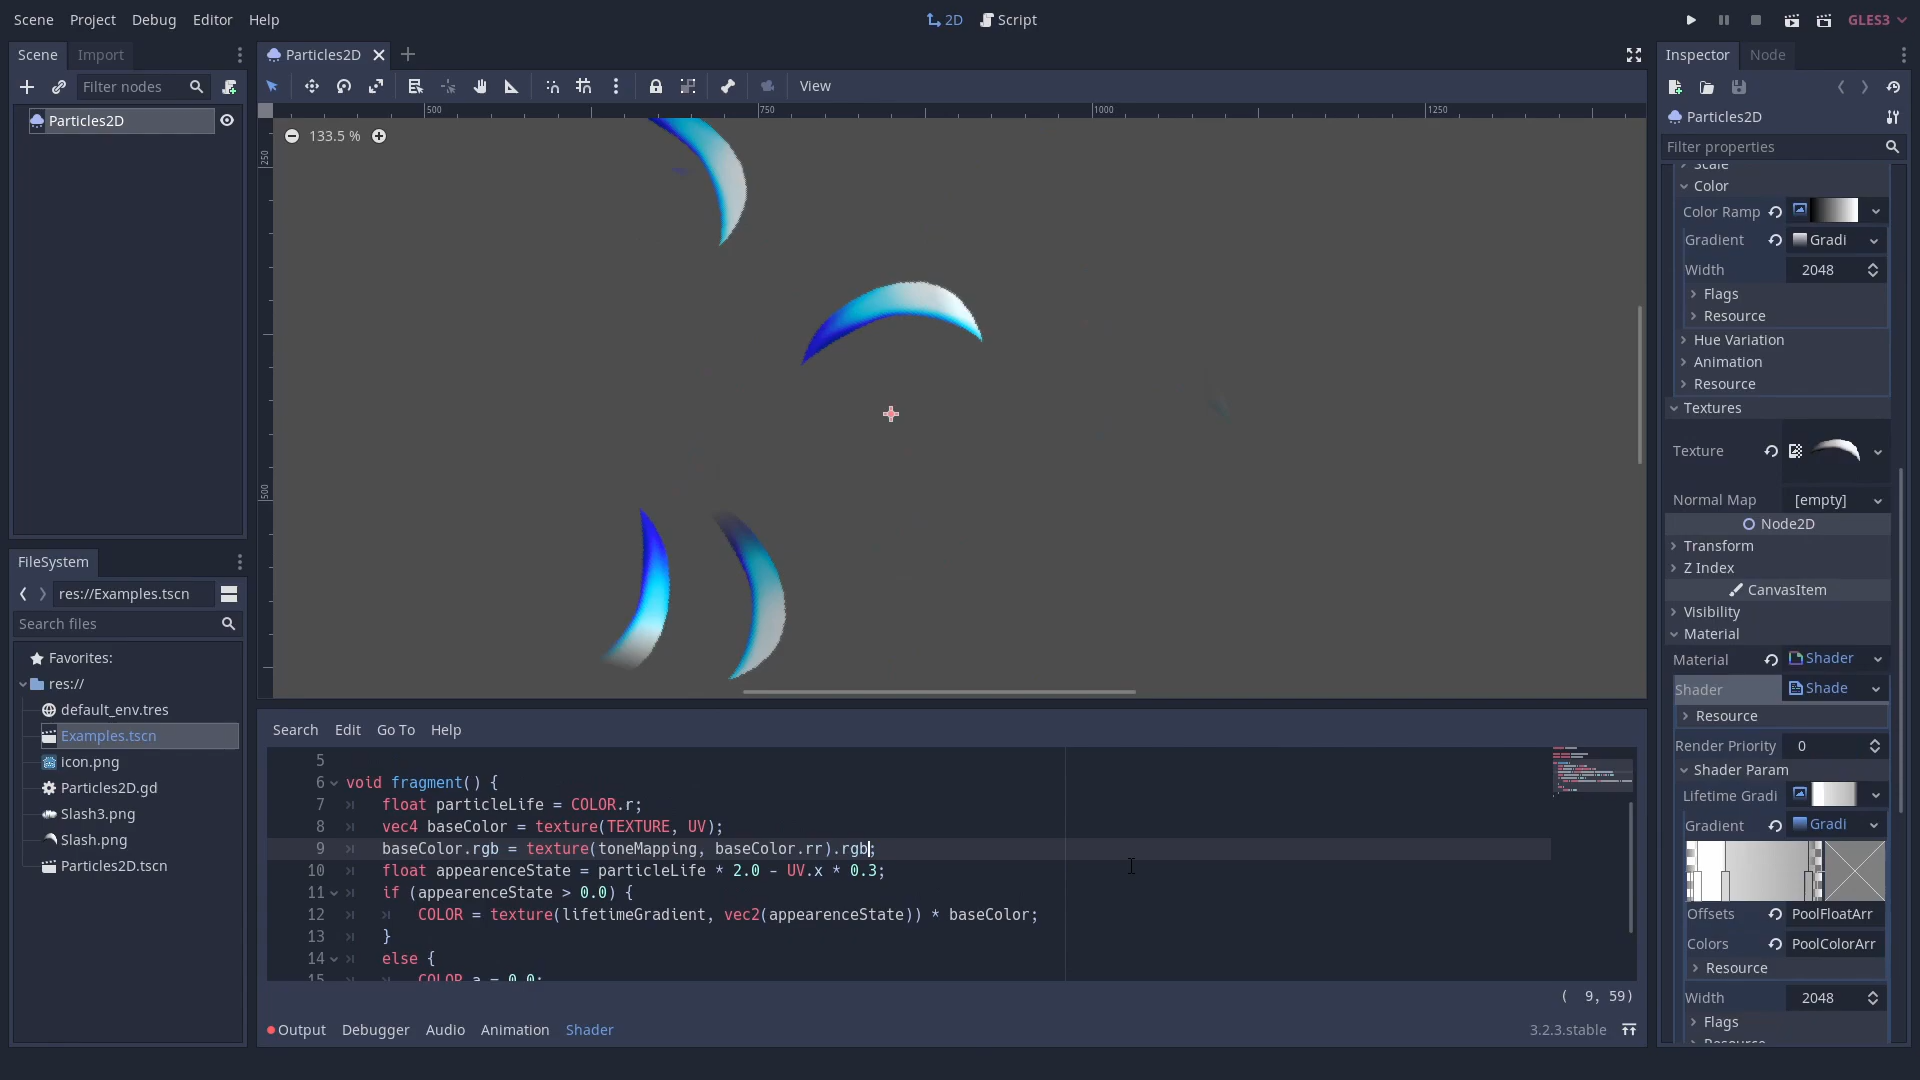 Scene Project Debug Editor Help
2D Script
GLES3
Scene Import
Filter nodes
Particles2D
Particles2D
View
500 750 1000 1250
250
500
133.5 %
FileSystem
res://Examples.tscn
Search files
Favorites:
res://
default_env.tres
Examples.tscn
icon.png
Particles2D.gd
Slash3.png
Slash.png
Particles2D.tscn
Search Edit Go To Help
5
6 void fragment() {
7 float particleLife = COLOR.r;
8 vec4 baseColor = texture(TEXTURE, UV);
9 baseColor.rgb = texture(toneMapping, baseColor.rr).rgb;
10 float appearenceState = particleLife * 2.0 - UV.x * 0.3;
11 if (appearenceState > 0.0) {
12 COLOR = texture(lifetimeGradient, vec2(appearenceState)) * baseColor;
13 }
14 else {
15 COLOR.a = 0.0;
( 9, 59)
Output Debugger Audio Animation Shader
3.2.3.stable
Inspector Node
Particles2D
Filter properties
Scale
Color
Color Ramp
Gradient Gradi
Width 2048
Flags
Resource
Hue Variation
Animation
Resource
Textures
Texture
Normal Map [empty]
Node2D
Transform
Z Index
CanvasItem
Visibility
Material
Material Shader
Shader Shade
Resource
Render Priority 0
Shader Param
Lifetime Gradi
Gradient Gradi
Offsets PoolFloatArr
Colors PoolColorArr
Resource
Width 2048
Flags